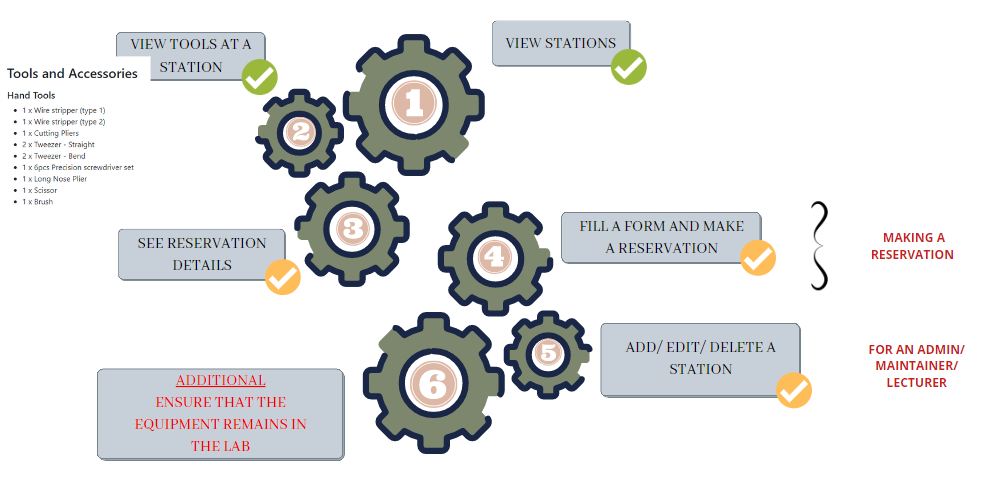 VIEW STATIONS
1
VIEW TOOLS AT A
STATION
2
Tools and Accessories
Hand Tools
1 x Wire stripper (type 1)
1 x Wire stripper (type 2)
1 x Cutting Pliers
2 x Tweezer - Straight
2 x Tweezer - Bend
1 x 6pcs Precision screwdriver set
1 x Long Nose Plier
1 x Scissor
1 x Brush
3
SEE RESERVATION
DETAILS
4
FILL A FORM AND MAKE
A RESERVATION
MAKING A
RESERVATION
5
ADD/ EDIT/ DELETE A
STATION
FOR AN ADMIN/
MAINTAINER/
LECTURER
6
ADDITIONAL
ENSURE THAT THE
EQUIPMENT REMAINS IN
THE LAB